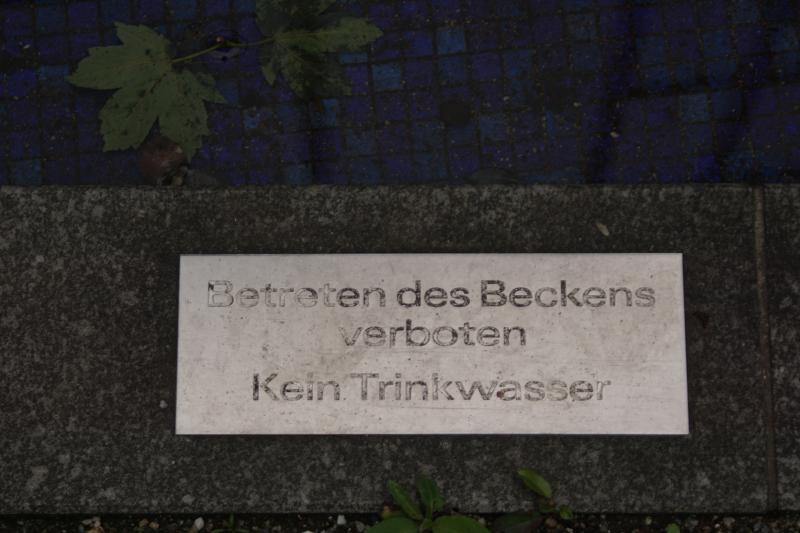 Betreten des Beckens
verboten
Kein Trinkwasser